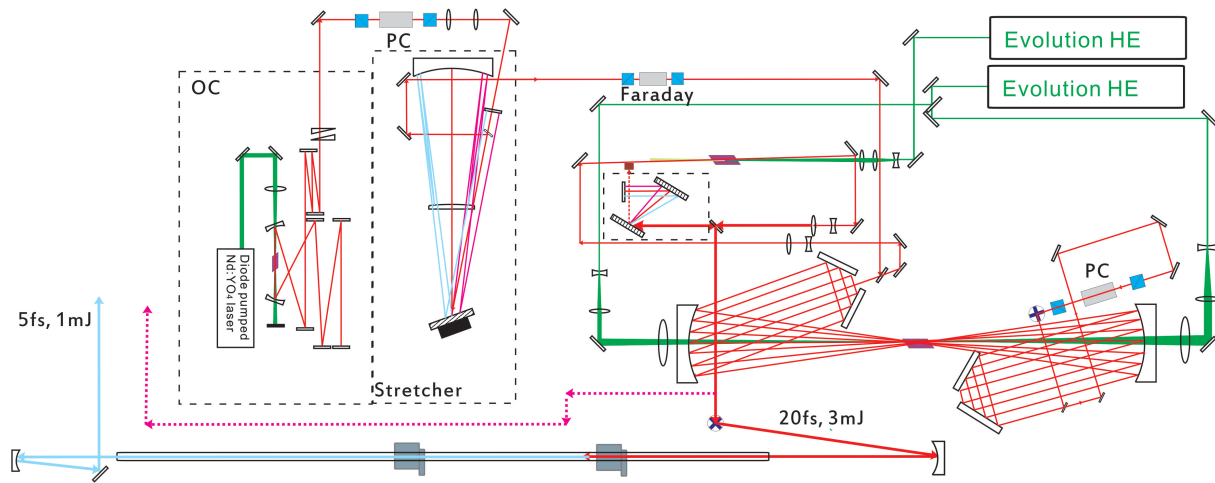 PC
OC
Evolution HE
Evolution HE
Faraday
Diode pumped
Nd:YO4 laser
PC
5fs, 1mJ
Stretcher
20fs, 3mJ